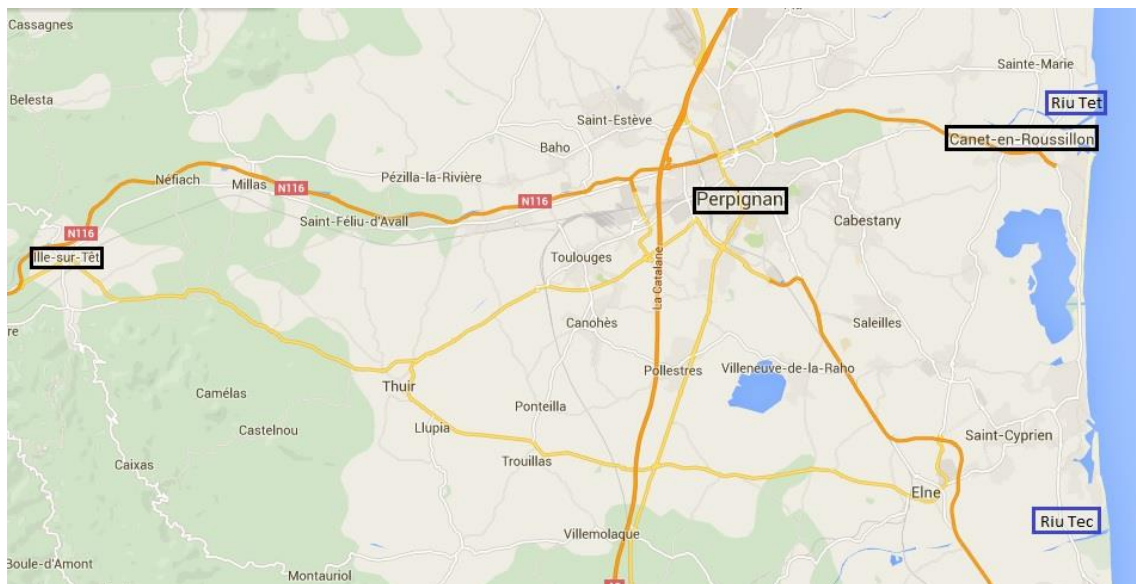 Cassagnes
Sainte-Marie
Belesta
Riu Tet
Saint-Estève
Canet-en-Roussillon
Baho
Néfiach
Millas
Pézilla-la-Rivière
N116
N116
Perpignan
Saint-Féliu-d'Avall
Cabestany
N116
Ille-sur-Têt
Toulouges
La Catalane
Canohès
Saleilles
Pollestres
Villeneuve-de-la-Raho
Thuir
Camélas
Ponteilla
Llupia
Castelnou
Saint-Cyprien
Trouillas
Caixas
Elne
Riu Tec
Villemolaque
Boule-d'Amont
Montauriol